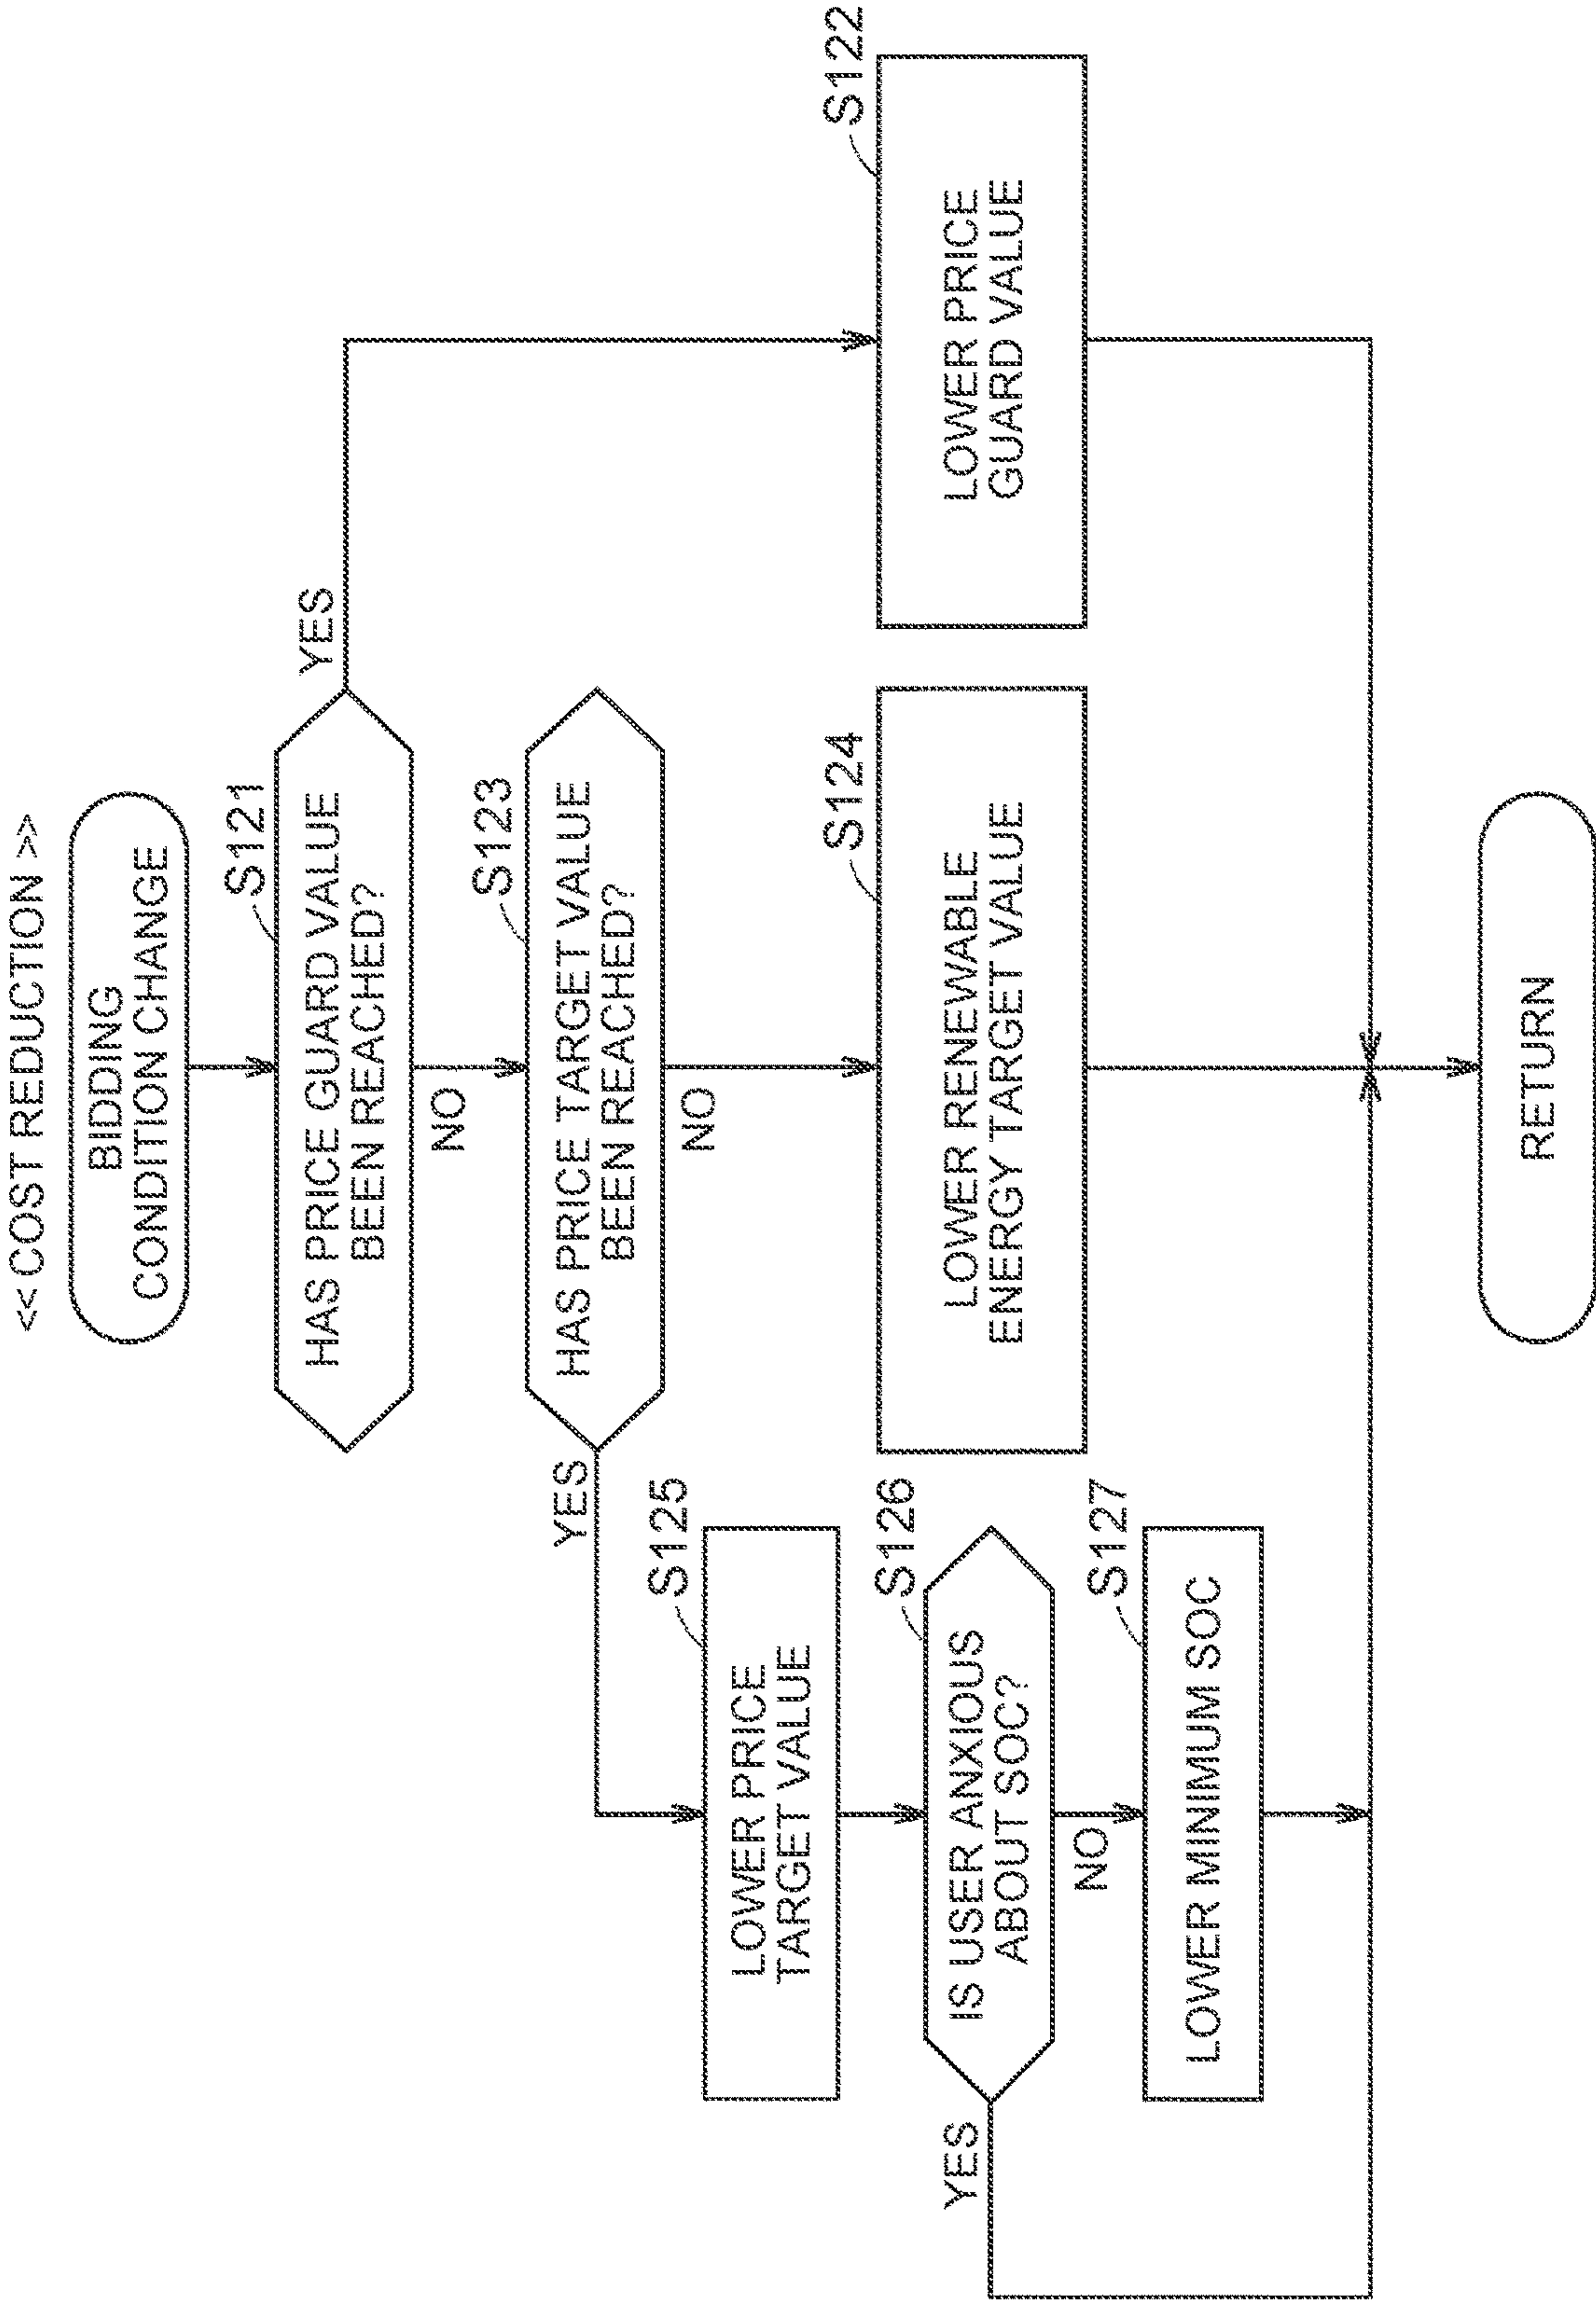 << COST REDUCTION >>
BIDDING
CONDITION CHANGE
S121
HAS PRICE GUARD VALUE
BEEN REACHED?
YES
NO
S123
HAS PRICE TARGET VALUE
BEEN REACHED?
YES
NO
S125
LOWER PRICE
TARGET VALUE
S126
IS USER ANXIOUS
ABOUT SOC?
YES
NO
S127
LOWER MINIMUM SOC
S124
LOWER RENEWABLE
ENERGY TARGET VALUE
S122
LOWER PRICE
GUARD VALUE
RETURN